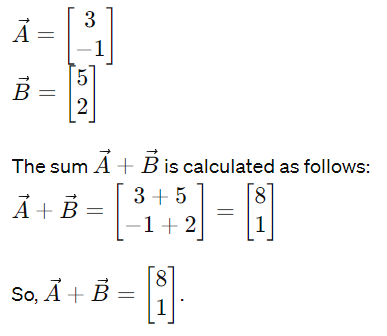 $\vec{A} = \begin{bmatrix} 3 \\ -1 \end{bmatrix}$
$\vec{B} = \begin{bmatrix} 5 \\ 2 \end{bmatrix}$
The sum $\vec{A} + \vec{B}$ is calculated as follows:
$\vec{A} + \vec{B} = \begin{bmatrix} 3 + 5 \\ -1 + 2 \end{bmatrix} = \begin{bmatrix} 8 \\ 1 \end{bmatrix}$
So, $\vec{A} + \vec{B} = \begin{bmatrix} 8 \\ 1 \end{bmatrix}$.